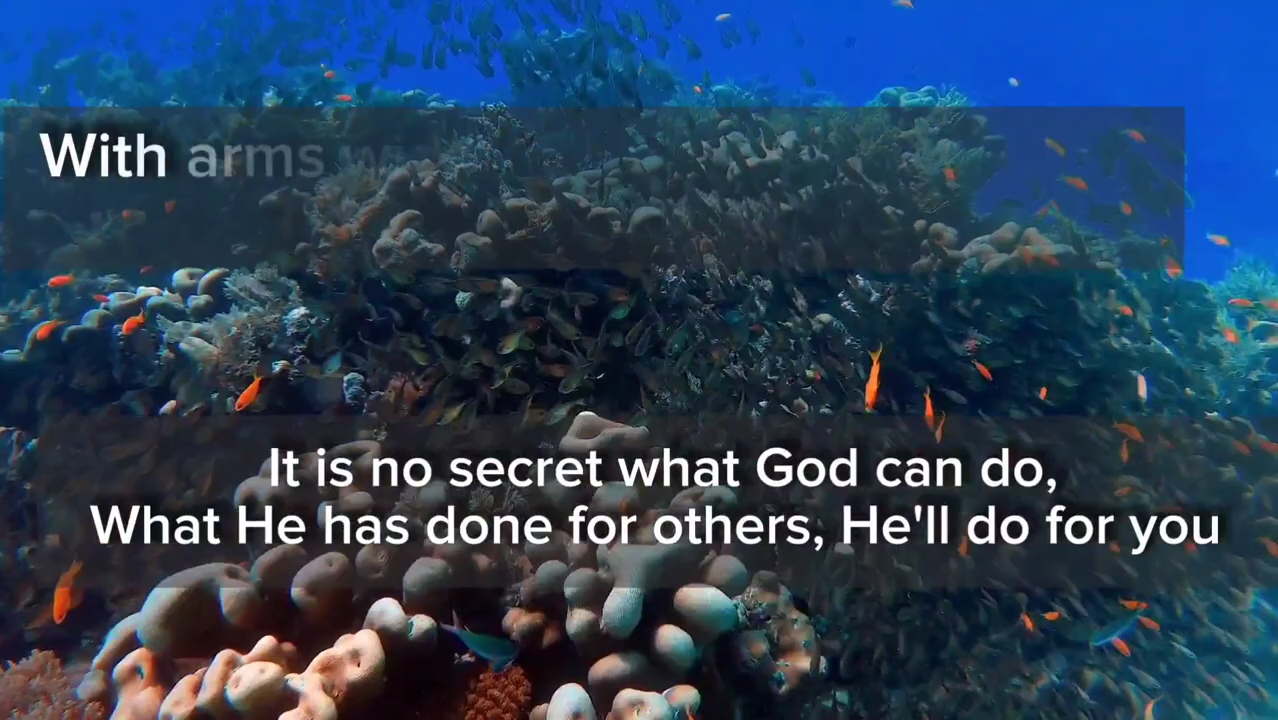 With arms
It is no secret what God can do,
What He has done for others, He'll do for you